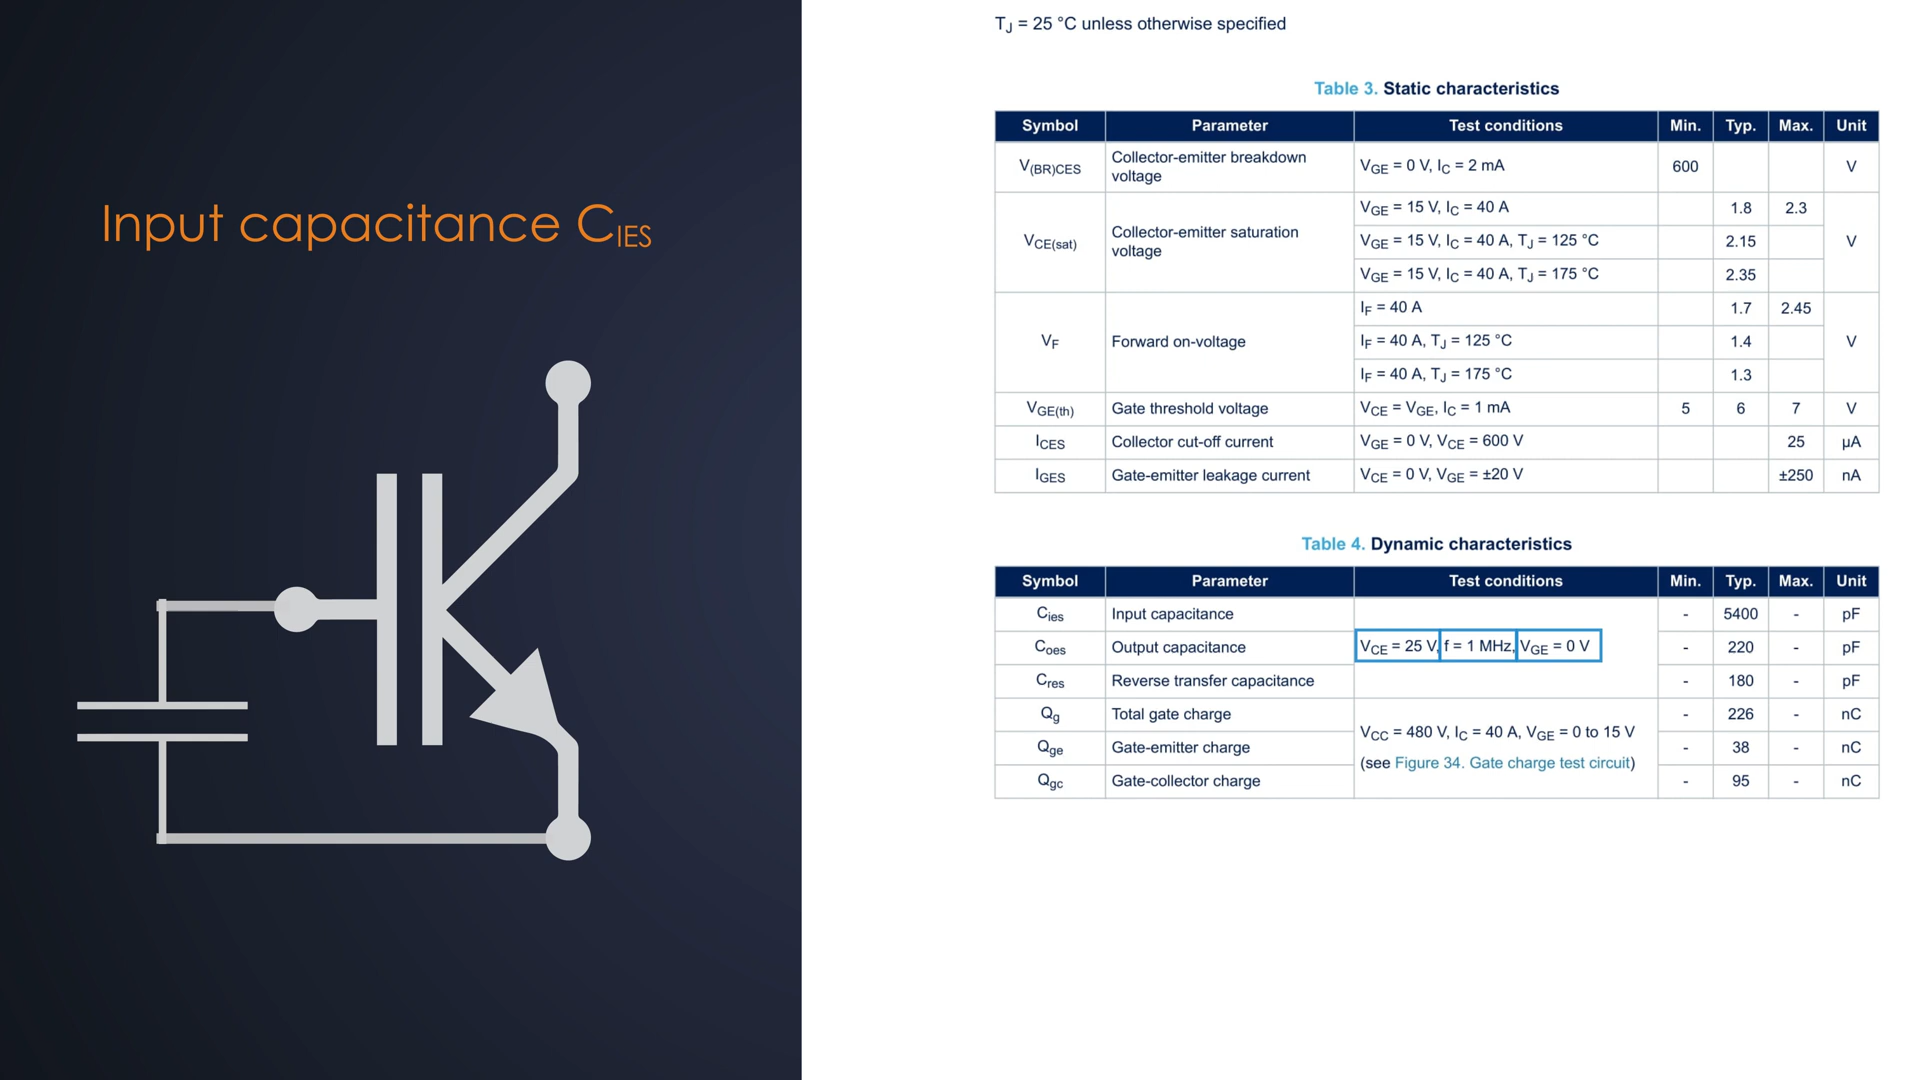 Input capacitance CIES
TJ = 25 °C unless otherwise specified
Table 3. Static characteristics
Symbol Parameter Test conditions Min. Typ. Max. Unit
V(BR)CES Collector-emitter breakdown voltage VGE = 0 V, IC = 2 mA 600 V
VCE(sat) Collector-emitter saturation voltage VGE = 15 V, IC = 40 A 1.8 2.3 V
VGE = 15 V, IC = 40 A, TJ = 125 °C 2.15
VGE = 15 V, IC = 40 A, TJ = 175 °C 2.35
VF Forward on-voltage IF = 40 A 1.7 2.45 V
IF = 40 A, TJ = 125 °C 1.4
IF = 40 A, TJ = 175 °C 1.3
VGE(th) Gate threshold voltage VCE = VGE, IC = 1 mA 5 6 7 V
ICES Collector cut-off current VGE = 0 V, VCE = 600 V 25 µA
IGES Gate-emitter leakage current VCE = 0 V, VGE = ±20 V ±250 nA
Table 4. Dynamic characteristics
Symbol Parameter Test conditions Min. Typ. Max. Unit
Cies Input capacitance - 5400 - pF
Coes Output capacitance VCE = 25 V, f = 1 MHz, VGE = 0 V - 220 - pF
Cres Reverse transfer capacitance - 180 - pF
Qg Total gate charge - 226 - nC
VCC = 480 V, IC = 40 A, VGE = 0 to 15 V
Qge Gate-emitter charge - 38 - nC
(see Figure 34. Gate charge test circuit)
Qgc Gate-collector charge - 95 - nC